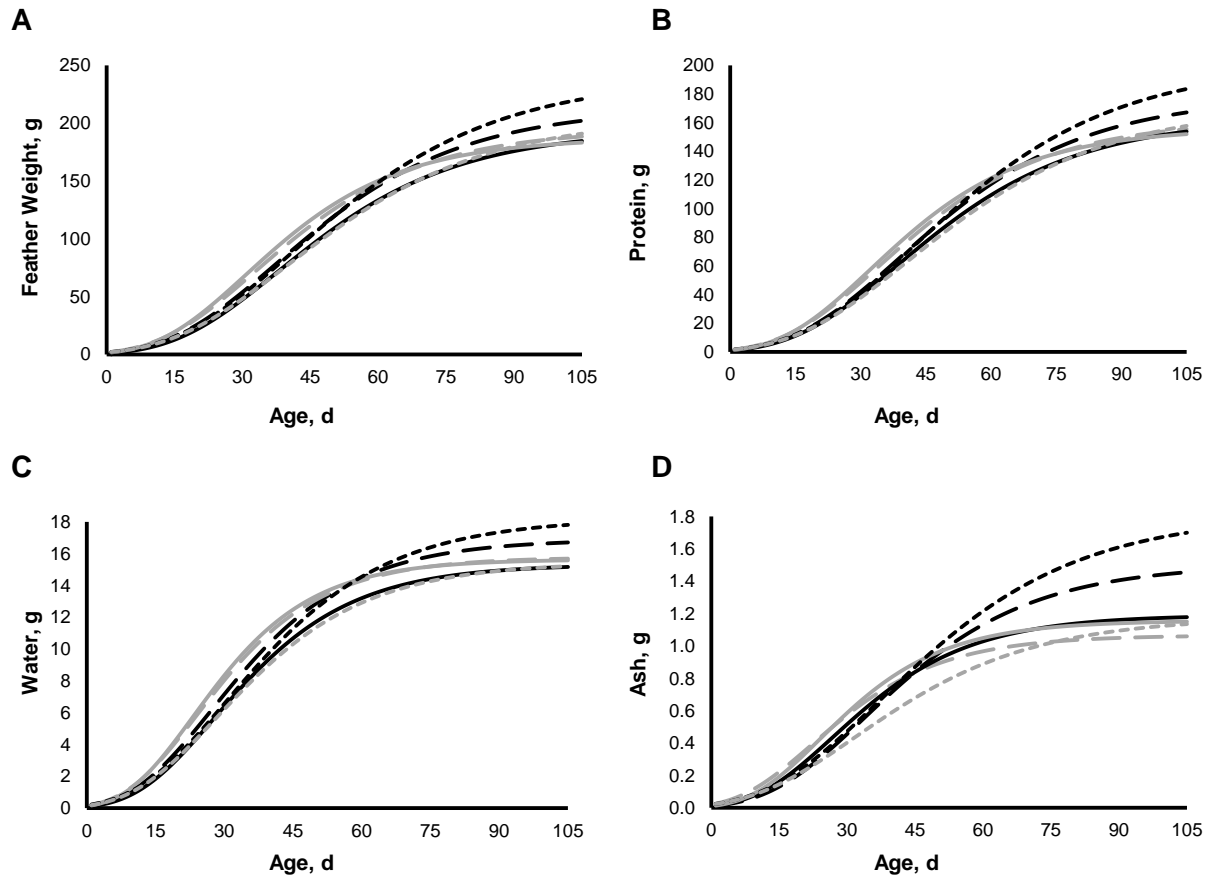 A
Feather Weight, g
250
200
150
100
50
0
0 15 30 45 60 75 90 105
Age, d
B
Protein, g
200
180
160
140
120
100
80
60
40
20
0
0 15 30 45 60 75 90 105
Age, d
C
Water, g
18
16
14
12
10
8
6
4
2
0
0 15 30 45 60 75 90 105
Age, d
D
Ash, g
1.8
1.6
1.4
1.2
1.0
0.8
0.6
0.4
0.2
0.0
0 15 30 45 60 75 90 105
Age, d